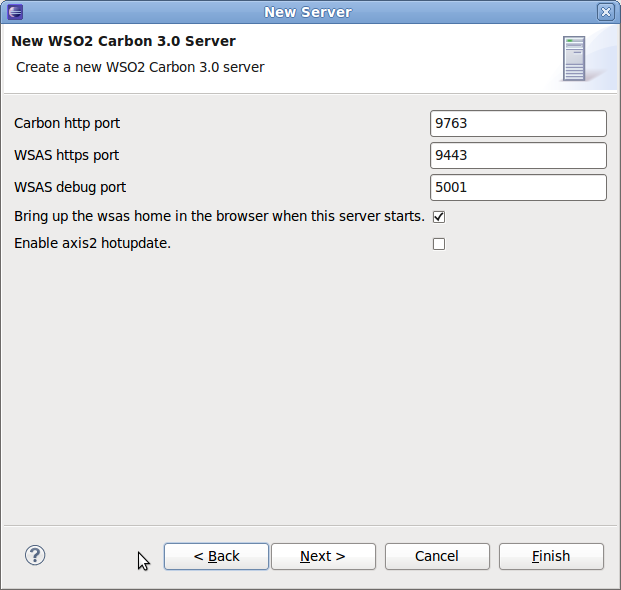 New Server
New WSO2 Carbon 3.0 Server
Create a new WSO2 Carbon 3.0 server
Carbon http port 9763
WSAS https port 9443
WSAS debug port 5001
Bring up the wsas home in the browser when this server starts.
Enable axis2 hotupdate.
? < Back Next > Cancel Finish